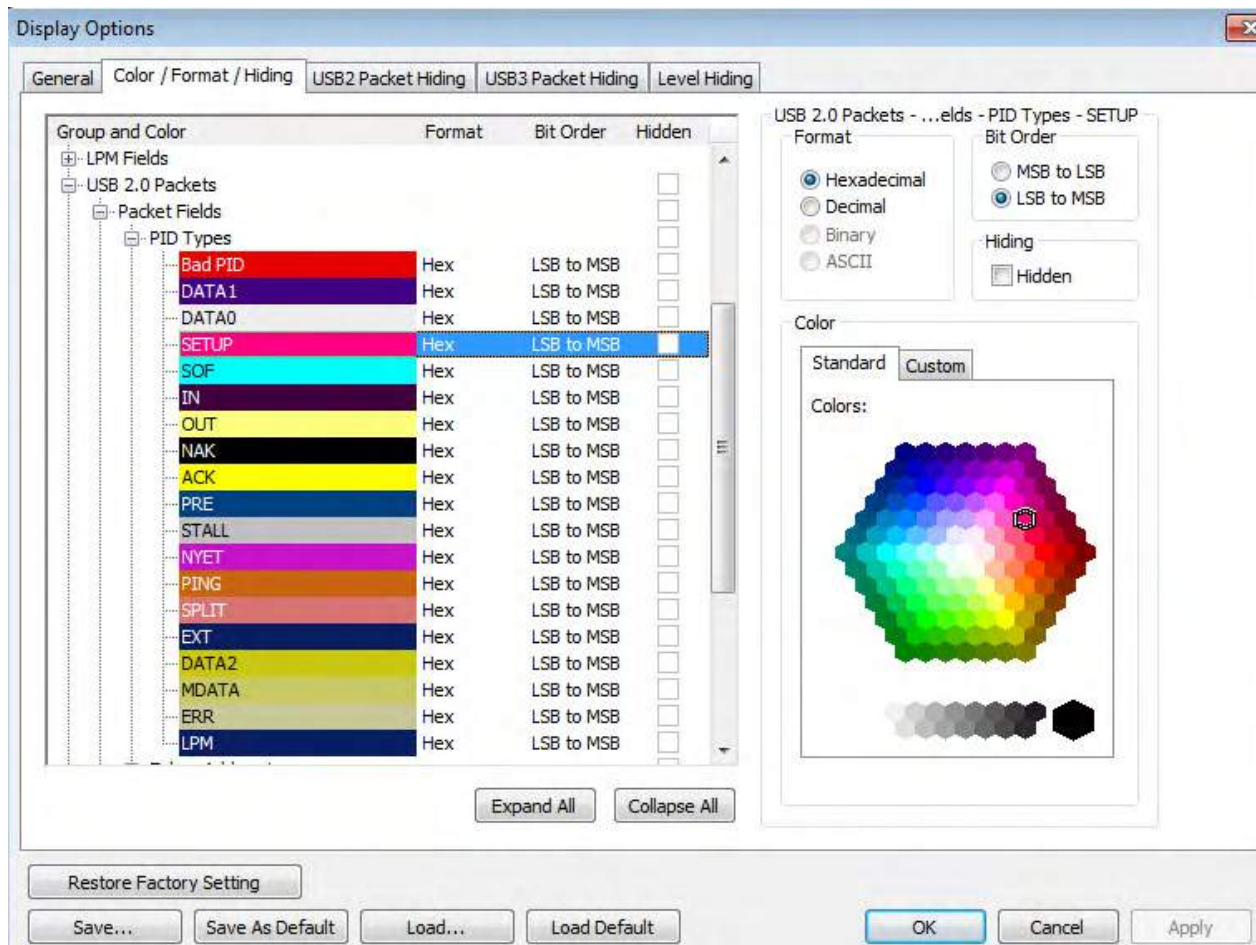 Display Options
General Color / Format / Hiding USB2 Packet Hiding USB3 Packet Hiding Level Hiding
Group and Color Format Bit Order Hidden
LPM Fields
USB 2.0 Packets
Packet Fields
PID Types
Bad PID Hex LSB to MSB
DATA1 Hex LSB to MSB
DATA0 Hex LSB to MSB
SETUP Hex LSB to MSB
SOF Hex LSB to MSB
IN Hex LSB to MSB
OUT Hex LSB to MSB
NAK Hex LSB to MSB
ACK Hex LSB to MSB
PRE Hex LSB to MSB
STALL Hex LSB to MSB
NYET Hex LSB to MSB
PING Hex LSB to MSB
SPLIT Hex LSB to MSB
EXT Hex LSB to MSB
DATA2 Hex LSB to MSB
MDATA Hex LSB to MSB
ERR Hex LSB to MSB
LPM Hex LSB to MSB
Expand All Collapse All
USB 2.0 Packets - ...elds - PID Types - SETUP
Format
Hexadecimal
Decimal
Binary
ASCII
Bit Order
MSB to LSB
LSB to MSB
Hiding
Hidden
Color
Standard Custom
Colors:
Restore Factory Setting
Save... Save As Default Load... Load Default OK Cancel Apply